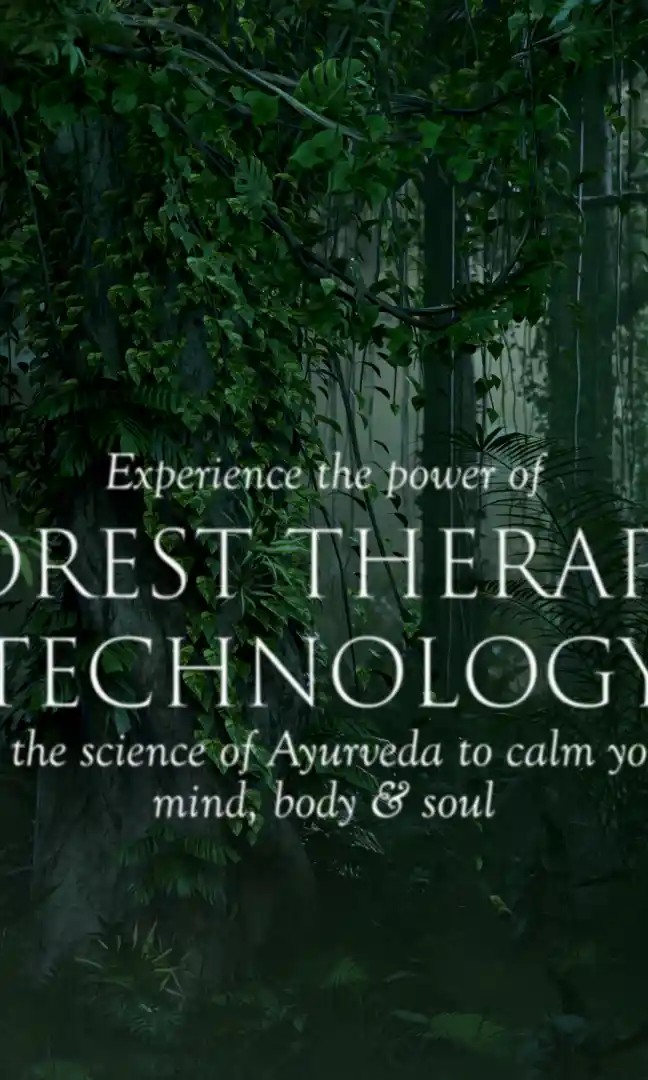 Experience the power of
OREST THERAP
TECHNOLOGY
the science of Ayurveda to calm yo
mind, body & soul